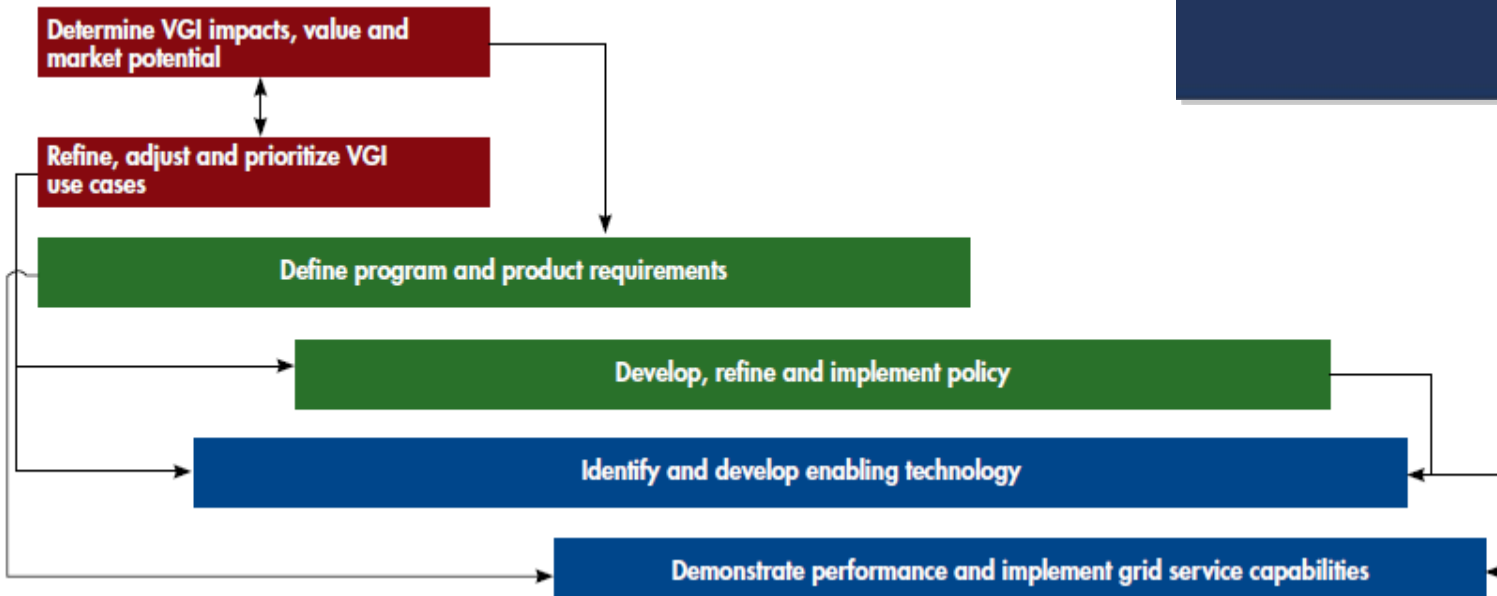 Determine VGI impacts, value and
market potential
Refine, adjust and prioritize VGI
use cases
Define program and product requirements
Develop, refine and implement policy
Identify and develop enabling technology
Demonstrate performance and implement grid service capabilities